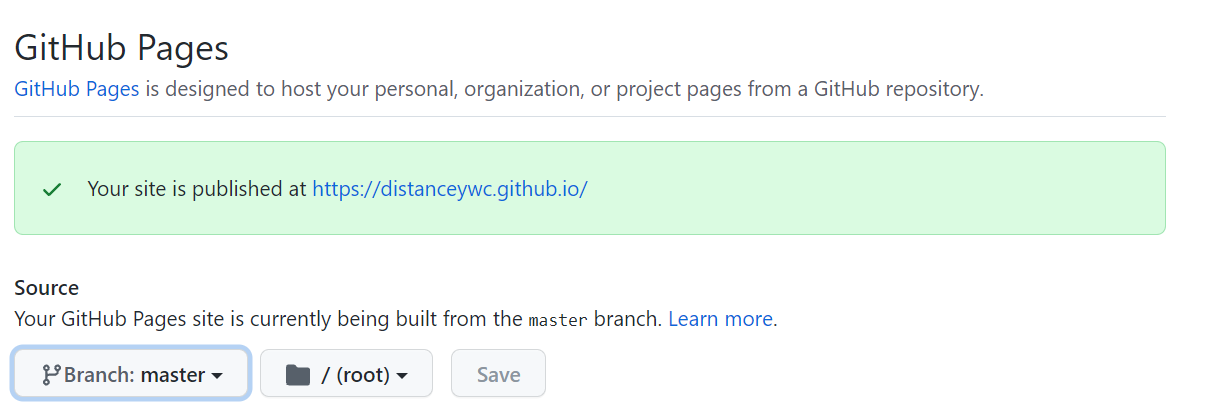 GitHub Pages
GitHub Pages is designed to host your personal, organization, or project pages from a GitHub repository.
Your site is published at https://distanceywc.github.io/
Source
Your GitHub Pages site is currently being built from the master branch. Learn more.
Branch: master / (root) Save